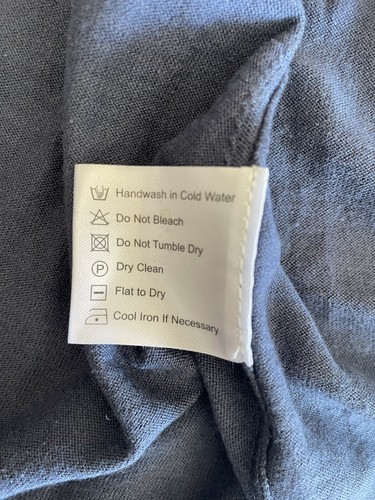 Handwash in Cold Water
Do Not Bleach
Do Not Tumble Dry
P Dry Clean
Flat to Dry
Cool Iron If Necessary